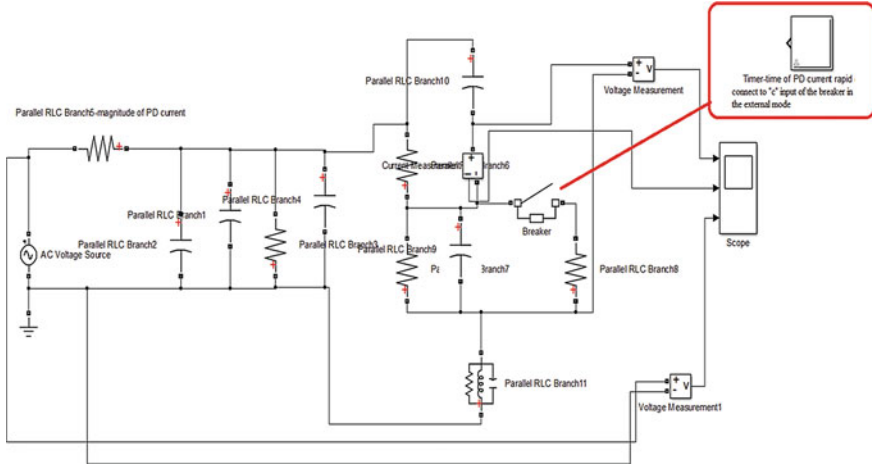 Timer-time of PD current rapid
connect to "c" input of the breaker in
the external mode
Parallel RLC Branch10
Voltage Measurement
Parallel RLC Branch5-magnitude of PD current
Current Measurement
Branch6
Parallel RLC Branch1
Branch4
Parallel RLC Branch2
Parallel RLC Branch3
Parallel RLC Branch9
AC Voltage Source
Breaker
Scope
Branch7
Parallel RLC Branch8
Parallel RLC Branch11
Voltage Measurement1